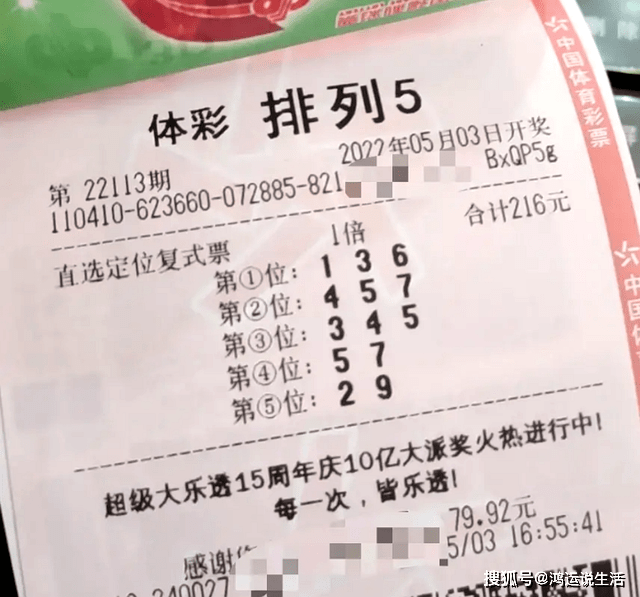 体彩 排列5
第 22113期 2022年05月03日开奖
110410-623660-072885-821 BxQP5g
直选定位复式票 1倍 合计216元
第①位: 1 3 6
第②位: 4 5 7
第③位: 3 4 5
第④位: 5 7
第⑤位: 2 9
超级大乐透15周年庆10亿大派奖火热进行中!
每一次，皆乐透!
感谢 79.92元
5/03 16:55:41
中国体育彩票
中国体
搜狐号@鸿运说生活